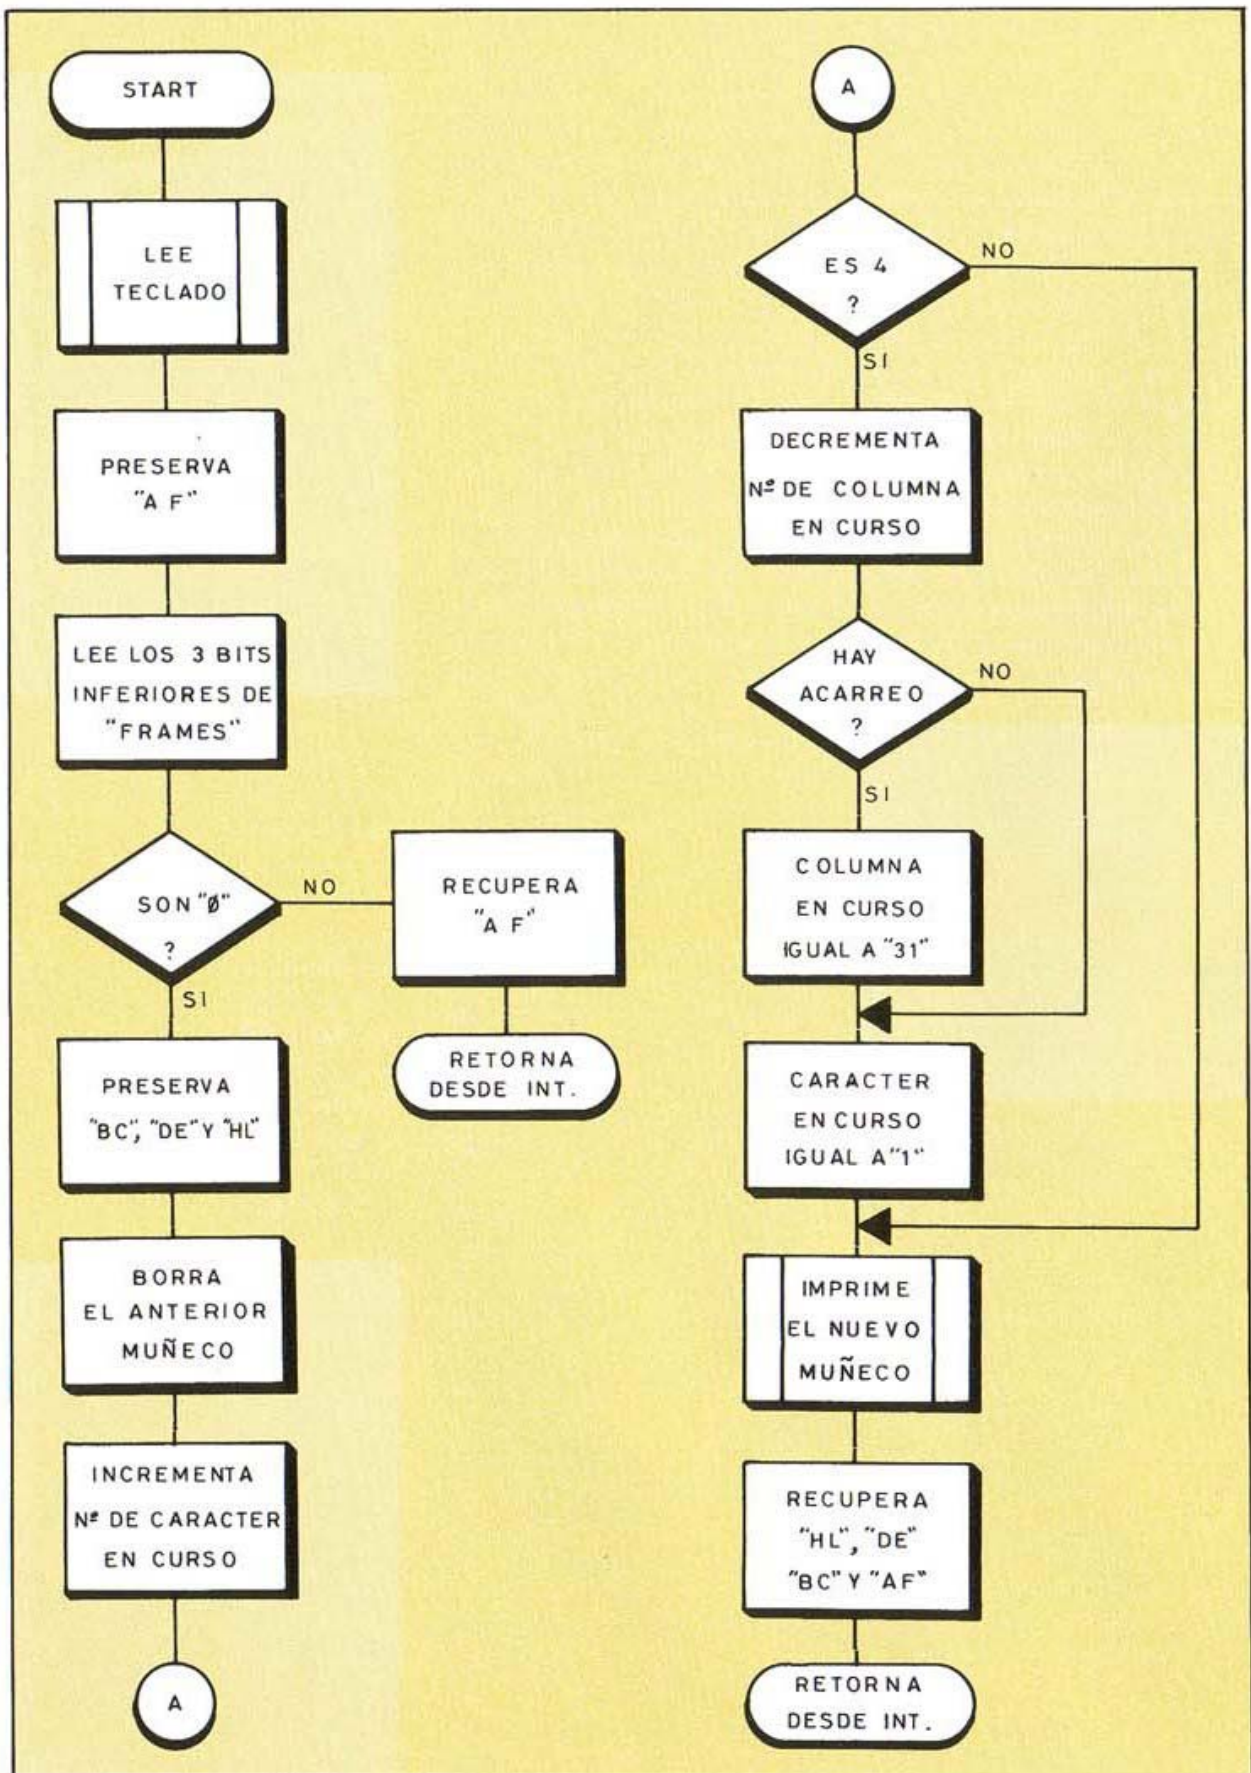 START
LEE
TECLADO
PRESERVA
"A F"
LEE LOS 3 BITS
INFERIORES DE
"FRAMES"
SON "Ø"
?
NO
SI
RECUPERA
"A F"
RETORNA
DESDE INT.
PRESERVA
"BC", "DE" Y "HL"
BORRA
EL ANTERIOR
MUÑECO
INCREMENTA
Nº DE CARACTER
EN CURSO
A
A
ES 4
?
NO
SI
DECREMENTA
Nº DE COLUMNA
EN CURSO
HAY
ACARREO
?
NO
SI
COLUMNA
EN CURSO
IGUAL A "31"
CARACTER
EN CURSO
IGUAL A "1"
IMPRIME
EL NUEVO
MUÑECO
RECUPERA
"HL", "DE"
"BC" Y "AF"
RETORNA
DESDE INT.